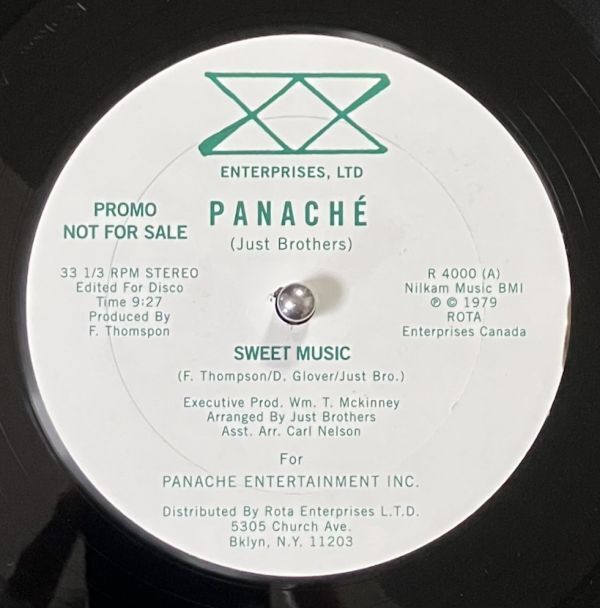 ENTERPRISES, LTD
PROMO
NOT FOR SALE
PANACHÉ
(Just Brothers)
33 1/3 RPM STEREO
Edited For Disco
Time 9:27
Produced By
F. Thomspon
R 4000 (A)
Nilkam Music BMI
℗ © 1979
ROTA
Enterprises Canada
SWEET MUSIC
(F. Thompson/D. Glover/Just Bro.)
Executive Prod. Wm. T. Mckinney
Arranged By Just Brothers
Asst. Arr. Carl Nelson
For
PANACHE ENTERTAINMENT INC.
Distributed By Rota Enterprises L.T.D.
5305 Church Ave.
Bklyn, N.Y. 11203